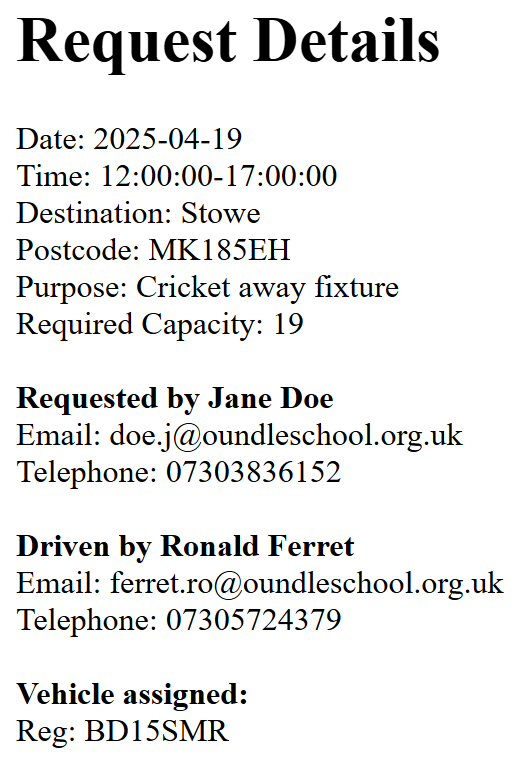 Request Details
Date: 2025-04-19
Time: 12:00:00-17:00:00
Destination: Stowe
Postcode: MK185EH
Purpose: Cricket away fixture
Required Capacity: 19
Requested by Jane Doe
Email: doe.j@oundleschool.org.uk
Telephone: 07303836152
Driven by Ronald Ferret
Email: ferret.ro@oundleschool.org.uk
Telephone: 07305724379
Vehicle assigned:
Reg: BD15SMR